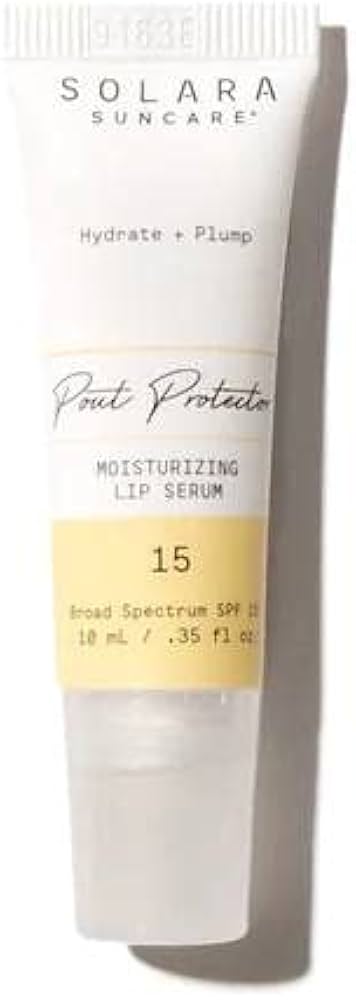 SOLARA
SUNCARE
Hydrate + Plump
Pout Protector
MOISTURIZING
LIP SERUM
15
Broad Spectrum SPF 15
10 mL / .35 fl oz